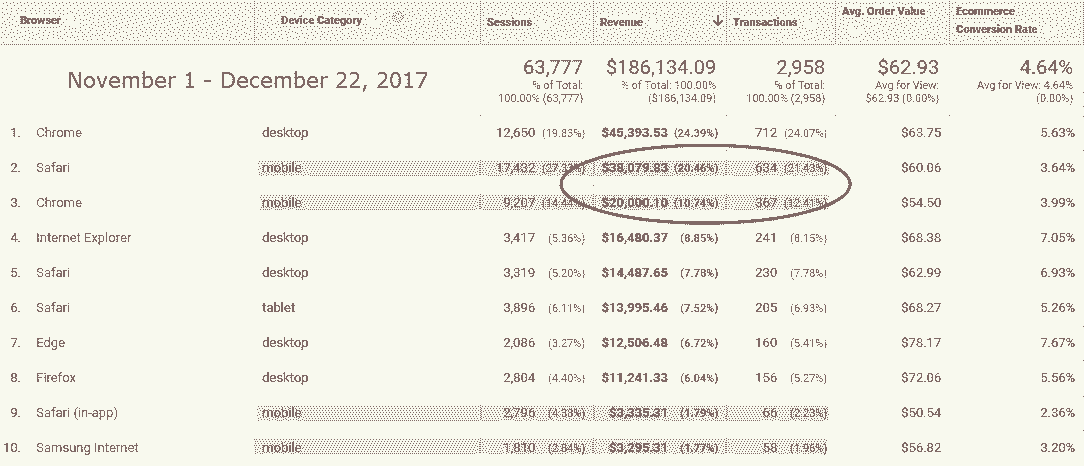 Browser Device Category Sessions Revenue ↓ Transactions Avg. Order Value Ecommerce Conversion Rate
November 1 - December 22, 2017 63,777 $186,134.09 2,958 $62.93 4.64%
% of Total: % of Total: 100.00% % of Total: Avg for View: Avg for View: 4.64%
100.00% (63,777) ($186,134.09) 100.00% (2,958) $62.93 (0.00%) (0.00%)
1. Chrome desktop 12,650 (19.83%) $45,393.53 (24.39%) 712 (24.07%) $63.75 5.63%
2. Safari mobile 17,432 $38,079.83 (20.46%) 634 (21.43%) $60.06 3.64%
3. Chrome mobile 9,207 (14.44%) $20,000.10 (10.74%) 367 (12.41%) $54.50 3.99%
4. Internet Explorer desktop 3,417 (5.36%) $16,480.37 (8.85%) 241 (8.15%) $68.38 7.05%
5. Safari desktop 3,319 (5.20%) $14,487.65 (7.78%) 230 (7.78%) $62.99 6.93%
6. Safari tablet 3,896 (6.11%) $13,995.46 (7.52%) 205 (6.93%) $68.27 5.26%
7. Edge desktop 2,086 (3.27%) $12,506.48 (6.72%) 160 (5.41%) $78.17 7.67%
8. Firefox desktop 2,804 (4.40%) $11,241.33 (6.04%) 156 (5.27%) $72.06 5.56%
9. Safari (in-app) mobile 2,796 (4.38%) $3,335.31 (1.79%) 66 (2.23%) $50.54 2.36%
10. Samsung Internet mobile 1,810 (2.84%) $3,295.31 (1.77%) 58 (1.96%) $56.82 3.20%